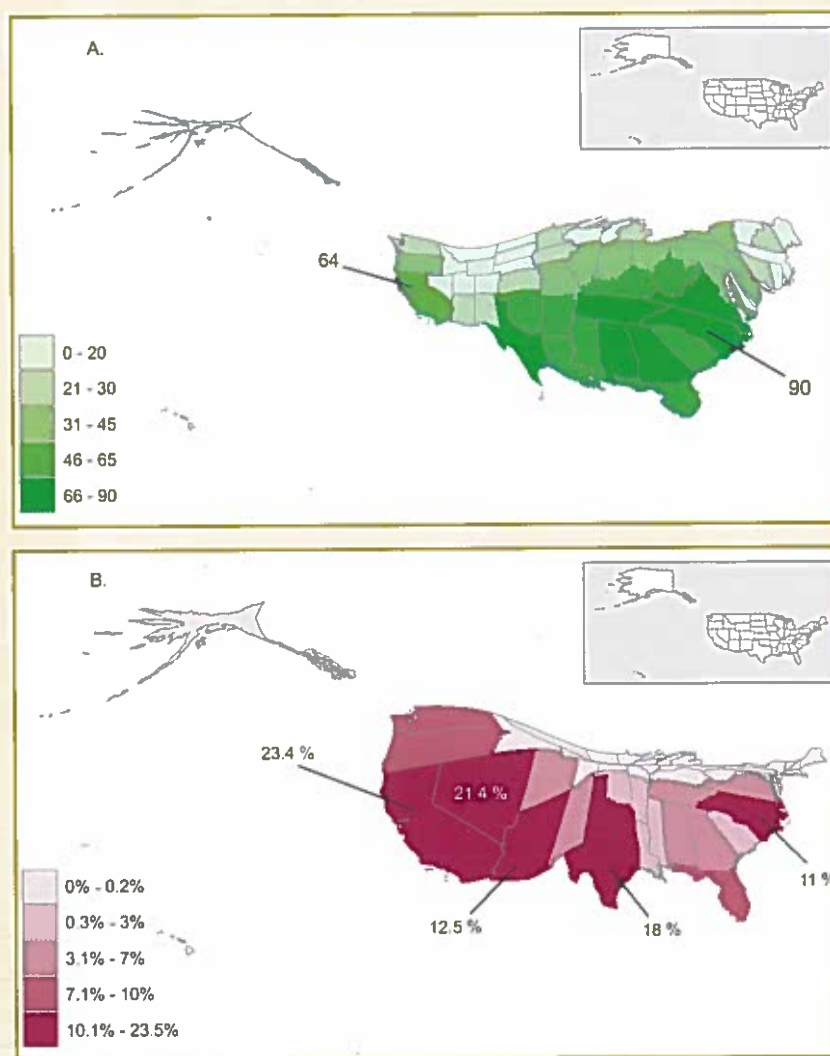 A.
64
90
0 - 20
21 - 30
31 - 45
46 - 65
66 - 90
B.
23.4 %
21.4 %
11 %
12.5 %
18 %
0% - 0.2%
0.3% - 3%
3.1% - 7%
7.1% - 10%
10.1% - 23.5%